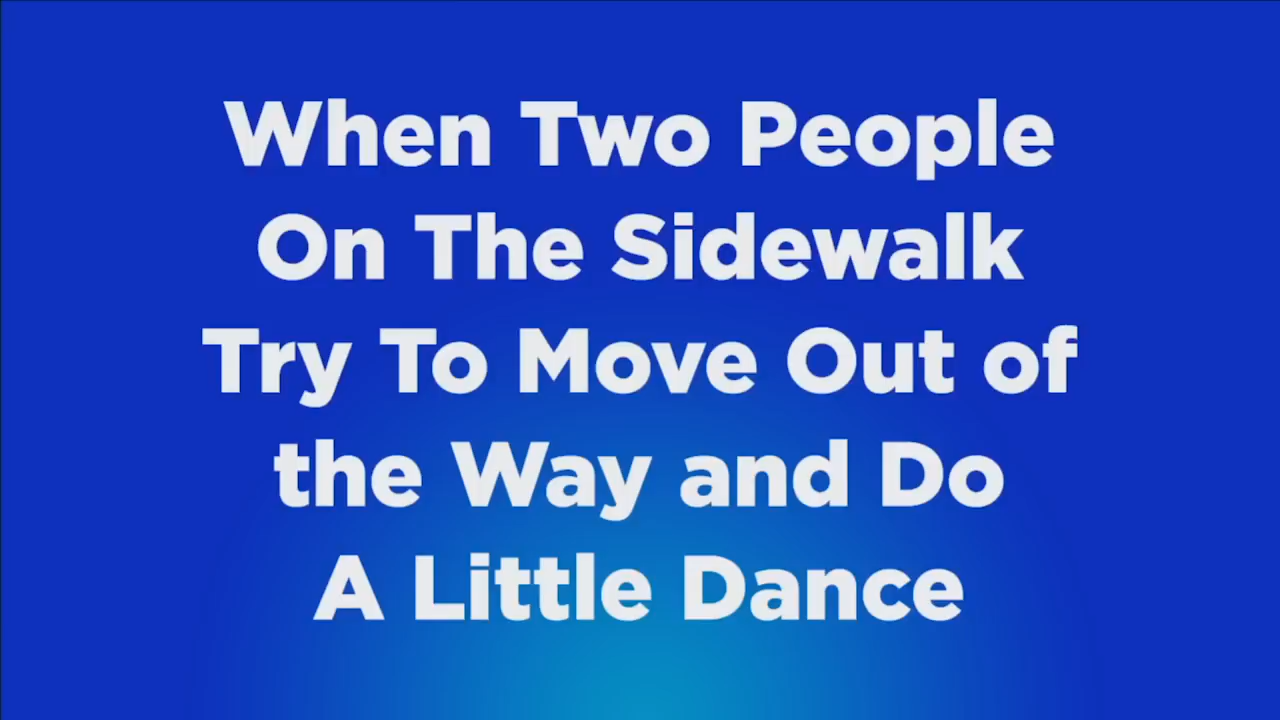 When Two People
On The Sidewalk
Try To Move Out of
the Way and Do
A Little Dance